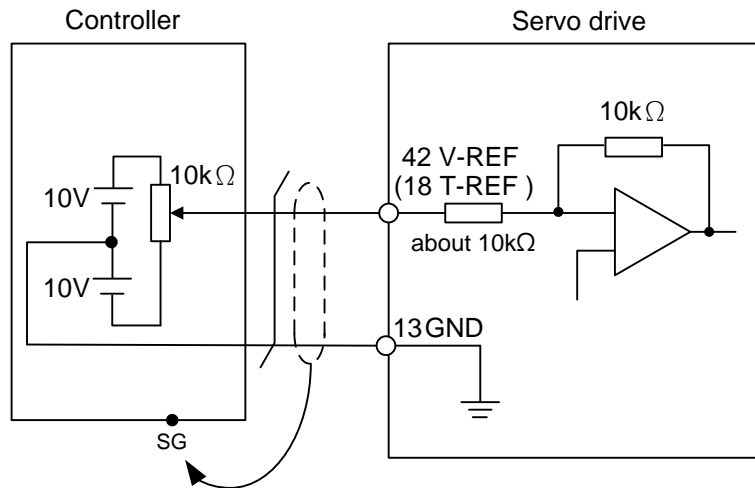 Controller
Servo drive
10kΩ
10V
10kΩ
42 V-REF
(18 T-REF )
about 10kΩ
10V
13GND
SG